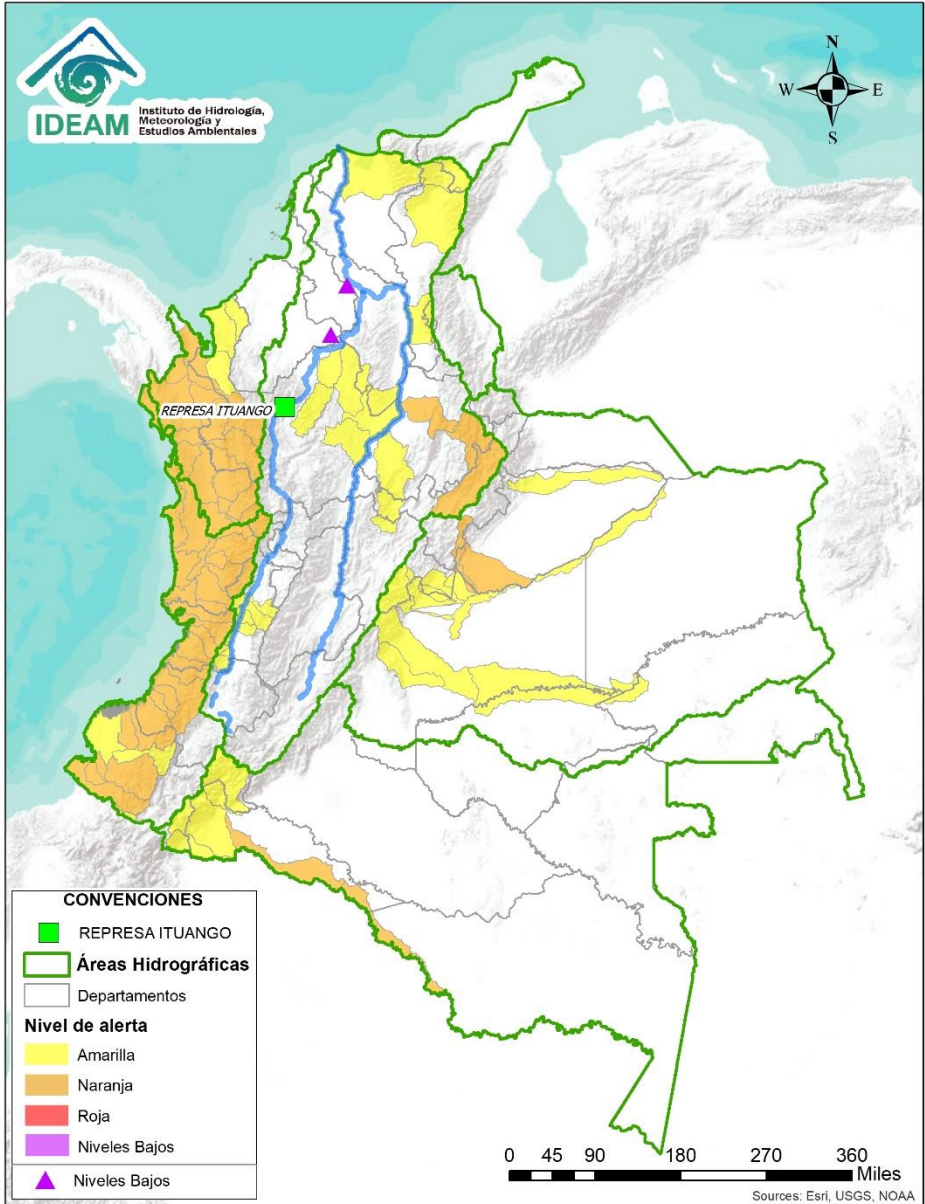 IDEAM
Instituto de Hidrología,
Meteorología y
Estudios Ambientales
N
W
E
S
REPRESA ITUANGO
CONVENCIONES
REPRESA ITUANGO
Áreas Hidrográficas
Departamentos
Nivel de alerta
Amarilla
Naranja
Roja
Niveles Bajos
Niveles Bajos
0 45 90 180 270 360
Miles
Sources: Esri, USGS, NOAA